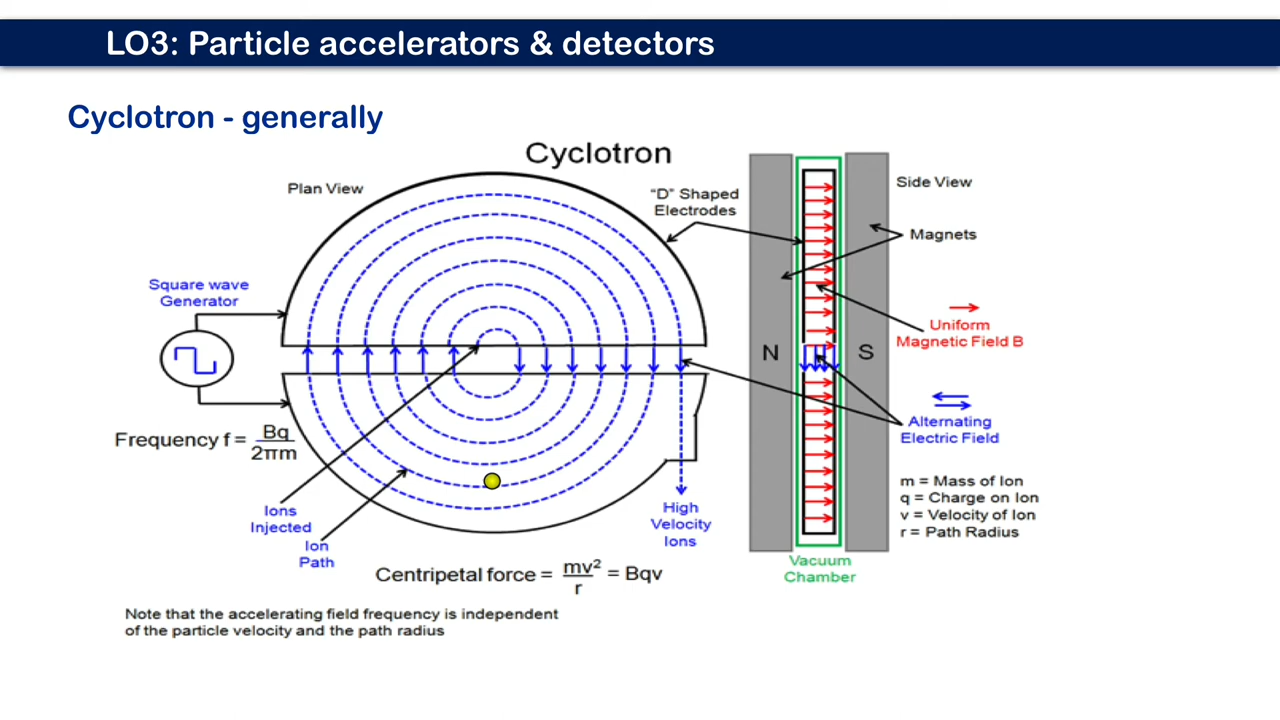 LO3: Particle accelerators & detectors
Cyclotron - generally
Cyclotron
Plan View
"D" Shaped
Electrodes
Side View
Magnets
Square wave
Generator
Uniform
Magnetic Field B
N
S
Alternating
Electric Field
Frequency f = Bq
2πm
m = Mass of Ion
q = Charge on Ion
v = Velocity of Ion
r = Path Radius
Ions
Injected
Ion
Path
High
Velocity
Ions
Vacuum
Chamber
Centripetal force = mv² = Bqv
r
Note that the accelerating field frequency is independent
of the particle velocity and the path radius